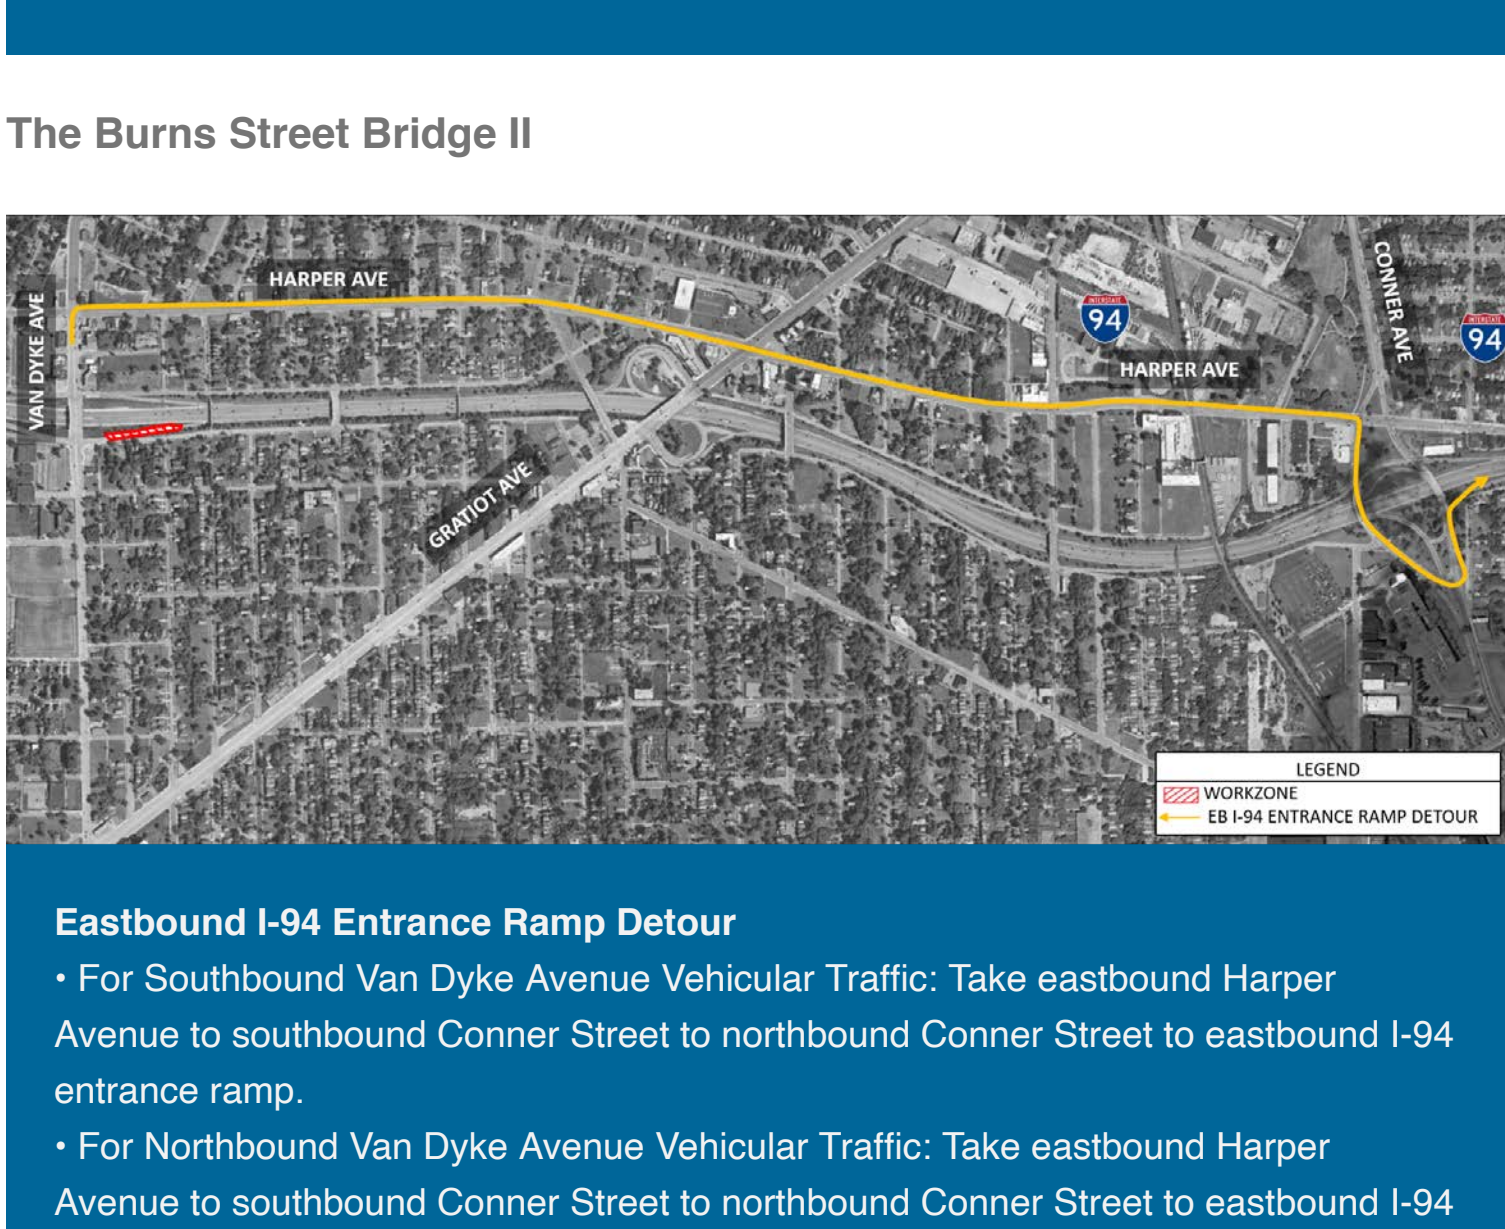 The Burns Street Bridge II
HARPER AVE
VAN DYKE AVE
GRATIOT AVE
INTERSTATE
94
HARPER AVE
CONNER AVE
INTERSTATE
94
LEGEND
WORKZONE
EB I-94 ENTRANCE RAMP DETOUR
Eastbound I-94 Entrance Ramp Detour
• For Southbound Van Dyke Avenue Vehicular Traffic: Take eastbound Harper
Avenue to southbound Conner Street to northbound Conner Street to eastbound I-94
entrance ramp.
• For Northbound Van Dyke Avenue Vehicular Traffic: Take eastbound Harper
Avenue to southbound Conner Street to northbound Conner Street to eastbound I-94